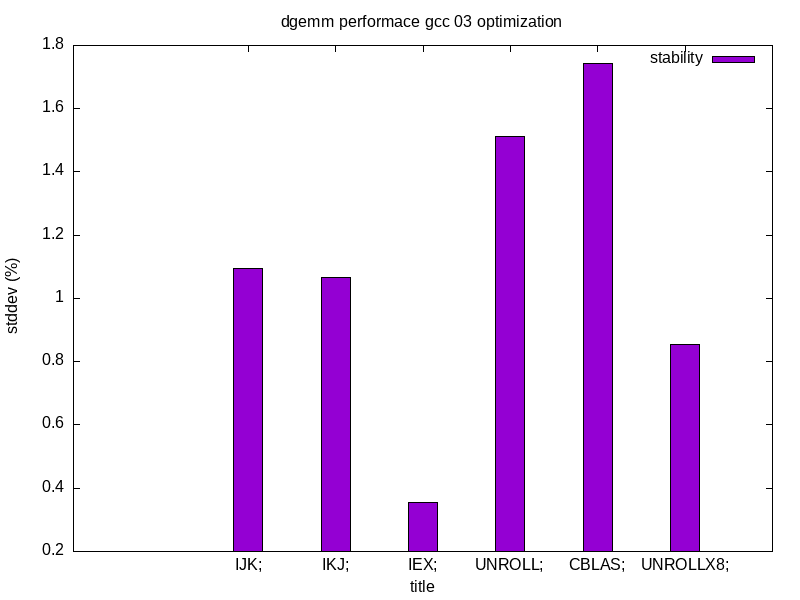 dgemm performace gcc 03 optimization
stability
1.8
1.6
1.4
1.2
1
0.8
0.6
0.4
0.2
stddev (%)
IJK; IKJ; IEX; UNROLL; CBLAS; UNROLLX8;
title